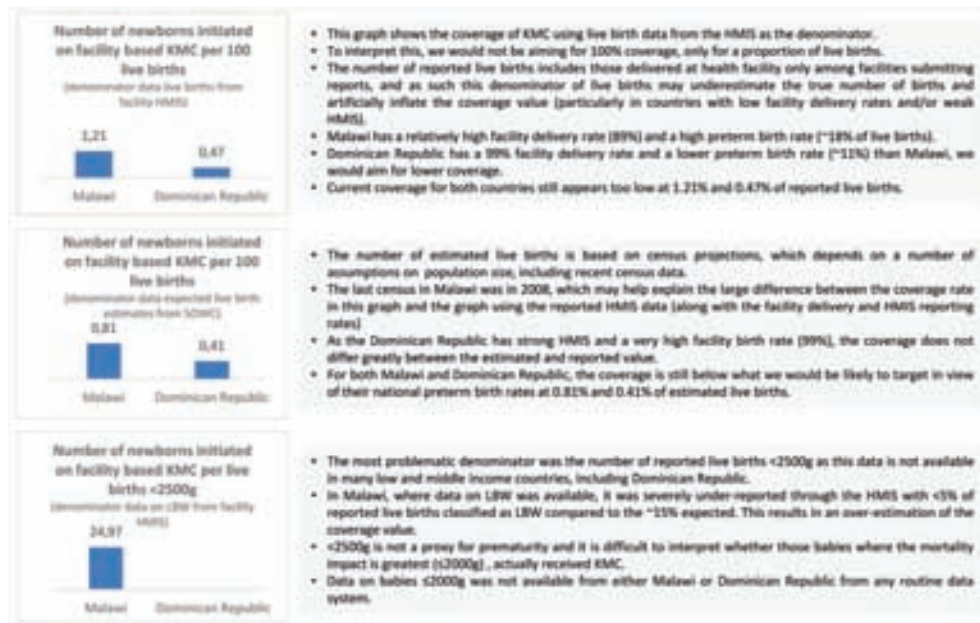 Number of newborns initiated
on facility based KMC per 100
live births
(denominator data live births from
facility HMIS)
1,21
0,47
Malawi
Dominican Republic
• This graph shows the coverage of KMC using live birth data from the HMIS as the denominator.
• To interpret this, we would not be aiming for 100% coverage, only for a proportion of live births.
• The number of reported live births includes those delivered at health facility only among facilities submitting
reports, and as such this denominator of live births may underestimate the true number of births and
artificially inflate the coverage value (particularly in countries with low facility delivery rates and/or weak
HMIS).
• Malawi has a relatively high facility delivery rate (89%) and a high preterm birth rate (~18% of live births).
• Dominican Republic has a 99% facility delivery rate and a lower preterm birth rate (~11%) than Malawi, we
would aim for lower coverage.
• Current coverage for both countries still appears too low at 1.21% and 0.47% of reported live births.
Number of newborns initiated
on facility based KMC per 100
live births
(denominator data expected live birth
estimates from SOWC)
0,81
0,41
Malawi
Dominican Republic
• The number of estimated live births is based on census projections, which depends on a number of
assumptions on population size, including recent census data.
• The last census in Malawi was in 2008, which may help explain the large difference between the coverage rate
in this graph and the graph using the reported HMIS data (along with the facility delivery and HMIS reporting
rates)
• As the Dominican Republic has strong HMIS and a very high facility birth rate (99%), the coverage does not
differ greatly between the estimated and reported value.
• For both Malawi and Dominican Republic, the coverage is still below what we would be likely to target in view
of their national preterm birth rates at 0.81% and 0.41% of estimated live births.
Number of newborns initiated
on facility based KMC per live
births <2500g
(denominator data on LBW from facility
HMIS)
24,97
Malawi
Dominican Republic
• The most problematic denominator was the number of reported live births <2500g as this data is not available
in many low and middle income countries, including Dominican Republic.
• In Malawi, where data on LBW was available, it was severely under-reported through the HMIS with <5% of
reported live births classified as LBW compared to the ~15% expected. This results in an over-estimation of the
coverage value.
• <2500g is not a proxy for prematurity and it is difficult to interpret whether those babies where the mortality
impact is greatest (≤2000g) , actually received KMC.
• Data on babies ≤2000g was not available from either Malawi or Dominican Republic from any routine data
system.